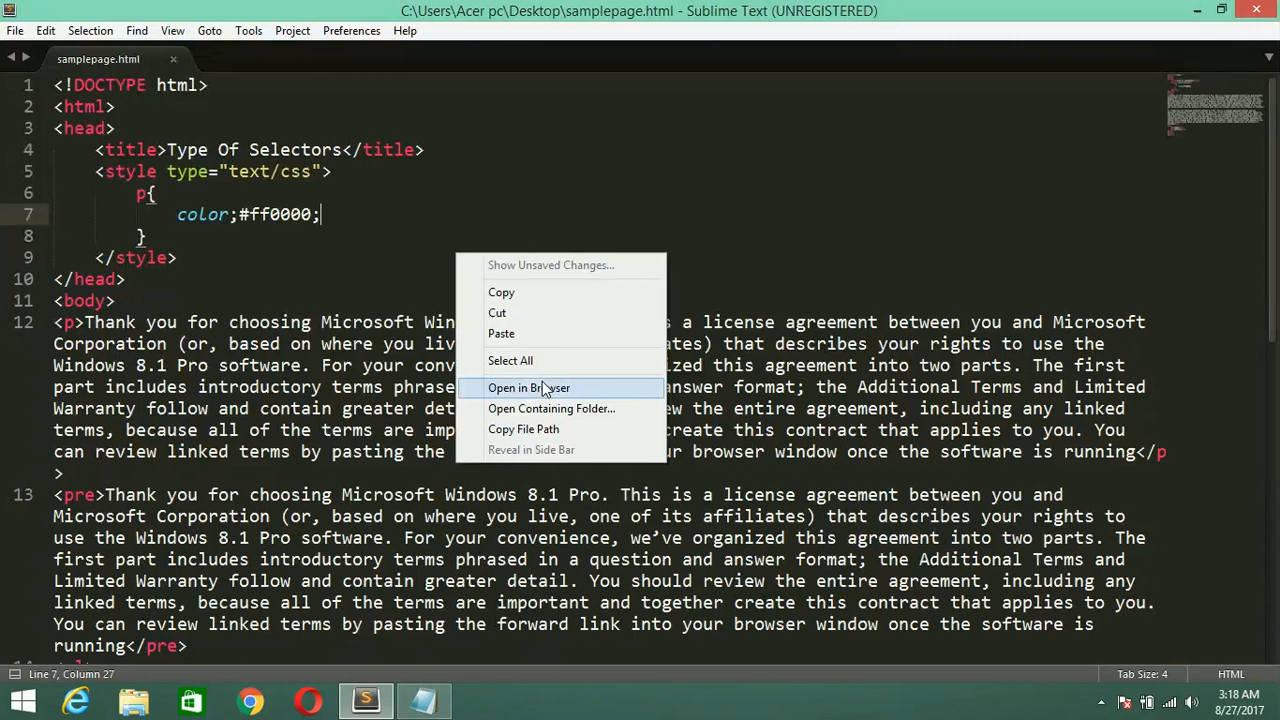 C:\Users\Acer pc\Desktop\samplepage.html - Sublime Text (UNREGISTERED)
File Edit Selection Find View Goto Tools Project Preferences Help
samplepage.html
1 <!DOCTYPE html>
2 <html>
3 <head>
4 <title>Type Of Selectors</title>
5 <style type="text/css">
6 p{
7 color;#ff0000;
8 }
9 </style>
10 </head>
11 <body>
12 <p>Thank you for choosing Microsoft Win s a license agreement between you and Microsoft
Corporation (or, based on where you liv ates) that describes your rights to use the
Windows 8.1 Pro software. For your conve ized this agreement into two parts. The first
part includes introductory terms phrase answer format; the Additional Terms and Limited
Warranty follow and contain greater det ew the entire agreement, including any linked
terms, because all of the terms are imp create this contract that applies to you. You
can review linked terms by pasting the f ur browser window once the software is running</p
>
13 <pre>Thank you for choosing Microsoft Windows 8.1 Pro. This is a license agreement between you and
Microsoft Corporation (or, based on where you live, one of its affiliates) that describes your rights to
use the Windows 8.1 Pro software. For your convenience, we’ve organized this agreement into two parts. The
first part includes introductory terms phrased in a question and answer format; the Additional Terms and
Limited Warranty follow and contain greater detail. You should review the entire agreement, including any
linked terms, because all of the terms are important and together create this contract that applies to you.
You can review linked terms by pasting the forward link into your browser window once the software is
running</pre>
Show Unsaved Changes...
Copy
Cut
Paste
Select All
Open in Browser
Open Containing Folder...
Copy File Path
Reveal in Side Bar
Line 7, Column 27
Tab Size: 4
HTML
3:18 AM
8/27/2017